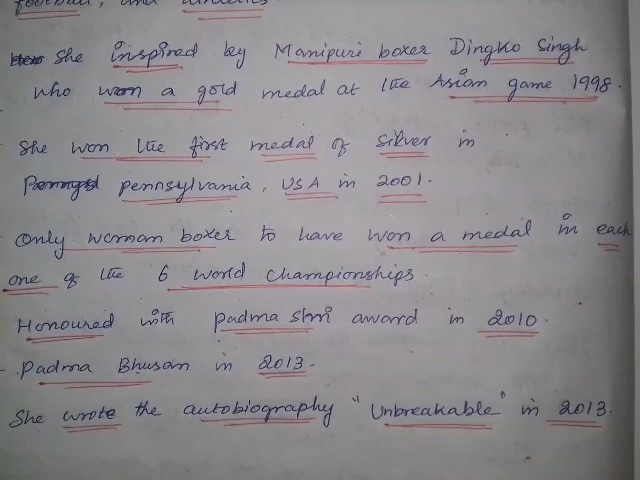 football, and athletics.
She inspired by Manipuri boxer Dingko Singh
who won a gold medal at the Asian game 1998.
She won the first medal of Silver in
pennsylvania, USA in 2001.
Only woman boxer to have won a medal in each
one of the 6 world championships.
Honoured with padma Shri award in 2010.
Padma Bhusan in 2013.
She wrote the autobiography "Unbreakable" in 2013.